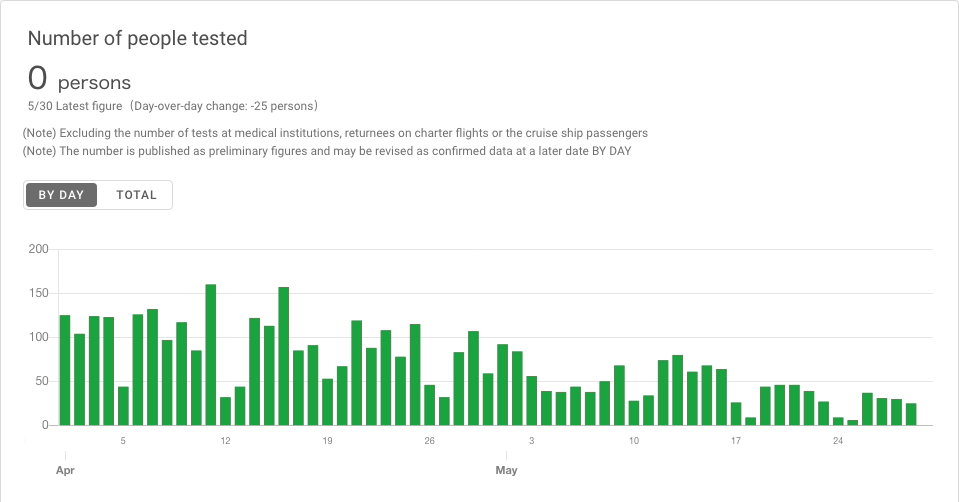 Number of people tested
0 persons
5/30 Latest figure（Day-over-day change: -25 persons）
(Note) Excluding the number of tests at medical institutions, returnees on charter flights or the cruise ship passengers
(Note) The number is published as preliminary figures and may be revised as confirmed data at a later date BY DAY
BY DAY TOTAL
200
150
100
50
0
5 12 19 26 3 10 17 24
Apr May